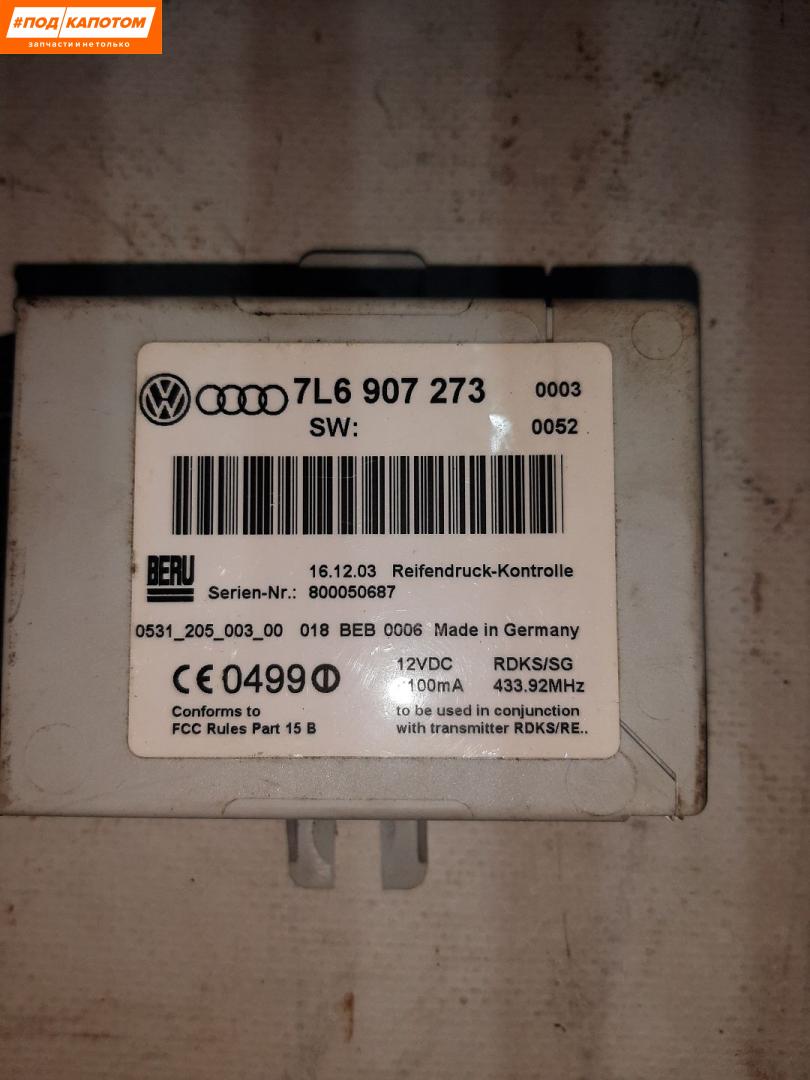 #ПОД КАПОТОМ
запчасти и не только
7L6 907 273 0003
SW: 0052
BERU
16.12.03 Reifendruck-Kontrolle
Serien-Nr.: 800050687
0531_205_003_00 018 BEB 0006 Made in Germany
CE 0499
12VDC RDKS/SG
100mA 433.92MHz
Conforms to
FCC Rules Part 15 B
to be used in conjunction
with transmitter RDKS/RE..